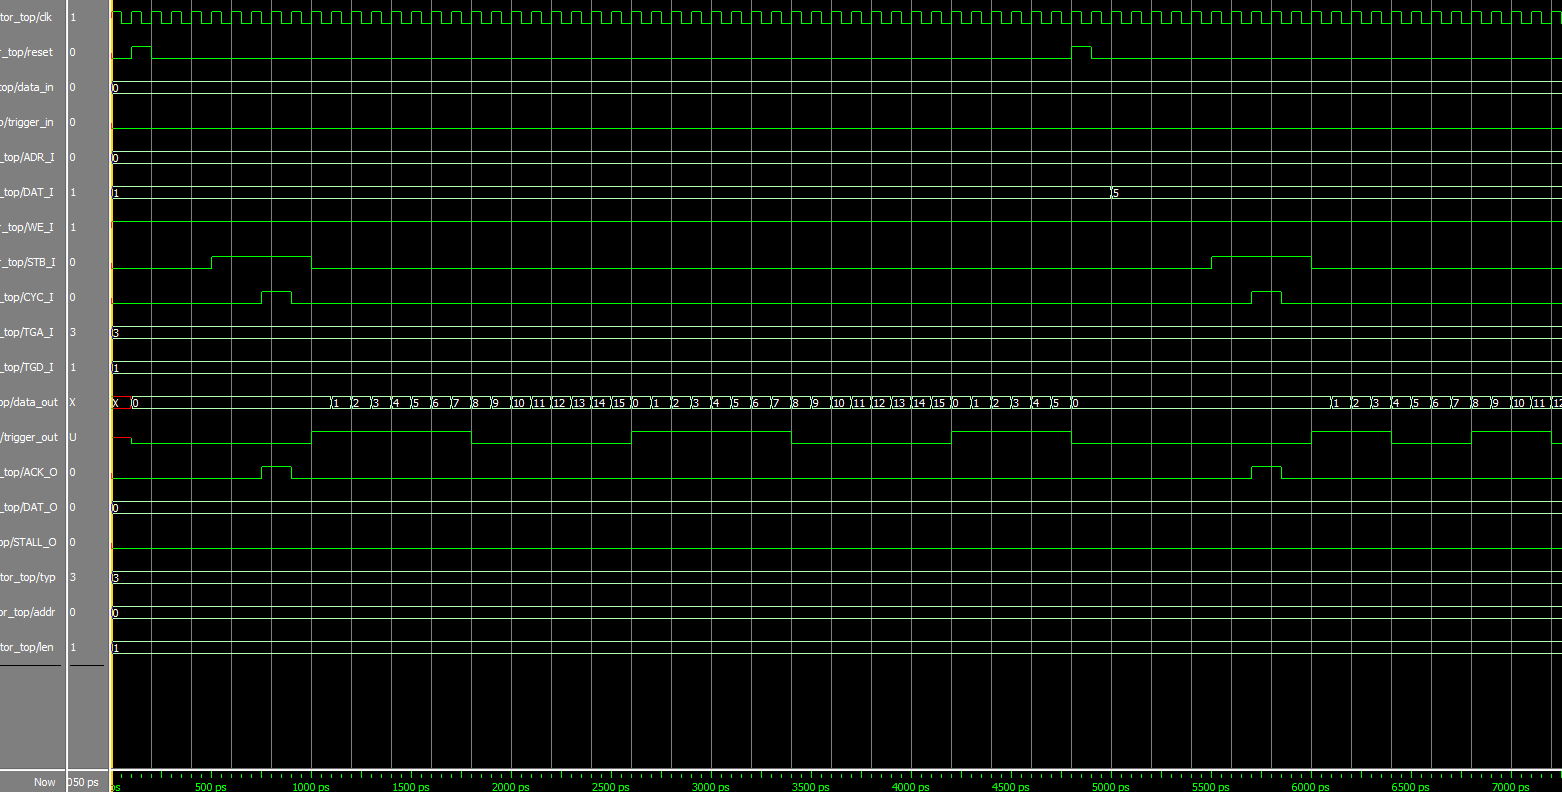 tor_top/clk 1
r_top/reset 0
top/data_in 0 0
o/trigger_in 0
_top/ADR_I 0 0
_top/DAT_I 1 1 5
r_top/WE_I 1
r_top/STB_I 0
_top/CYC_I 0
_top/TGA_I 3 3
_top/TGD_I 1 1
op/data_out X X 0 1 2 3 4 5 6 7 8 9 10 11 12 13 14 15 0 1 2 3 4 5 6 7 8 9 10 11 12 13 14 15 0 1 2 3 4 5 0 1 2 3 4 5 6 7 8 9 10 11 12
/trigger_out U
_top/ACK_O 0
_top/DAT_O 0 0
op/STALL_O 0
tor_top/typ 3 3
or_top/addr 0 0
tor_top/len 1 1
Now 050 ps ps 500 ps 1000 ps 1500 ps 2000 ps 2500 ps 3000 ps 3500 ps 4000 ps 4500 ps 5000 ps 5500 ps 6000 ps 6500 ps 7000 ps